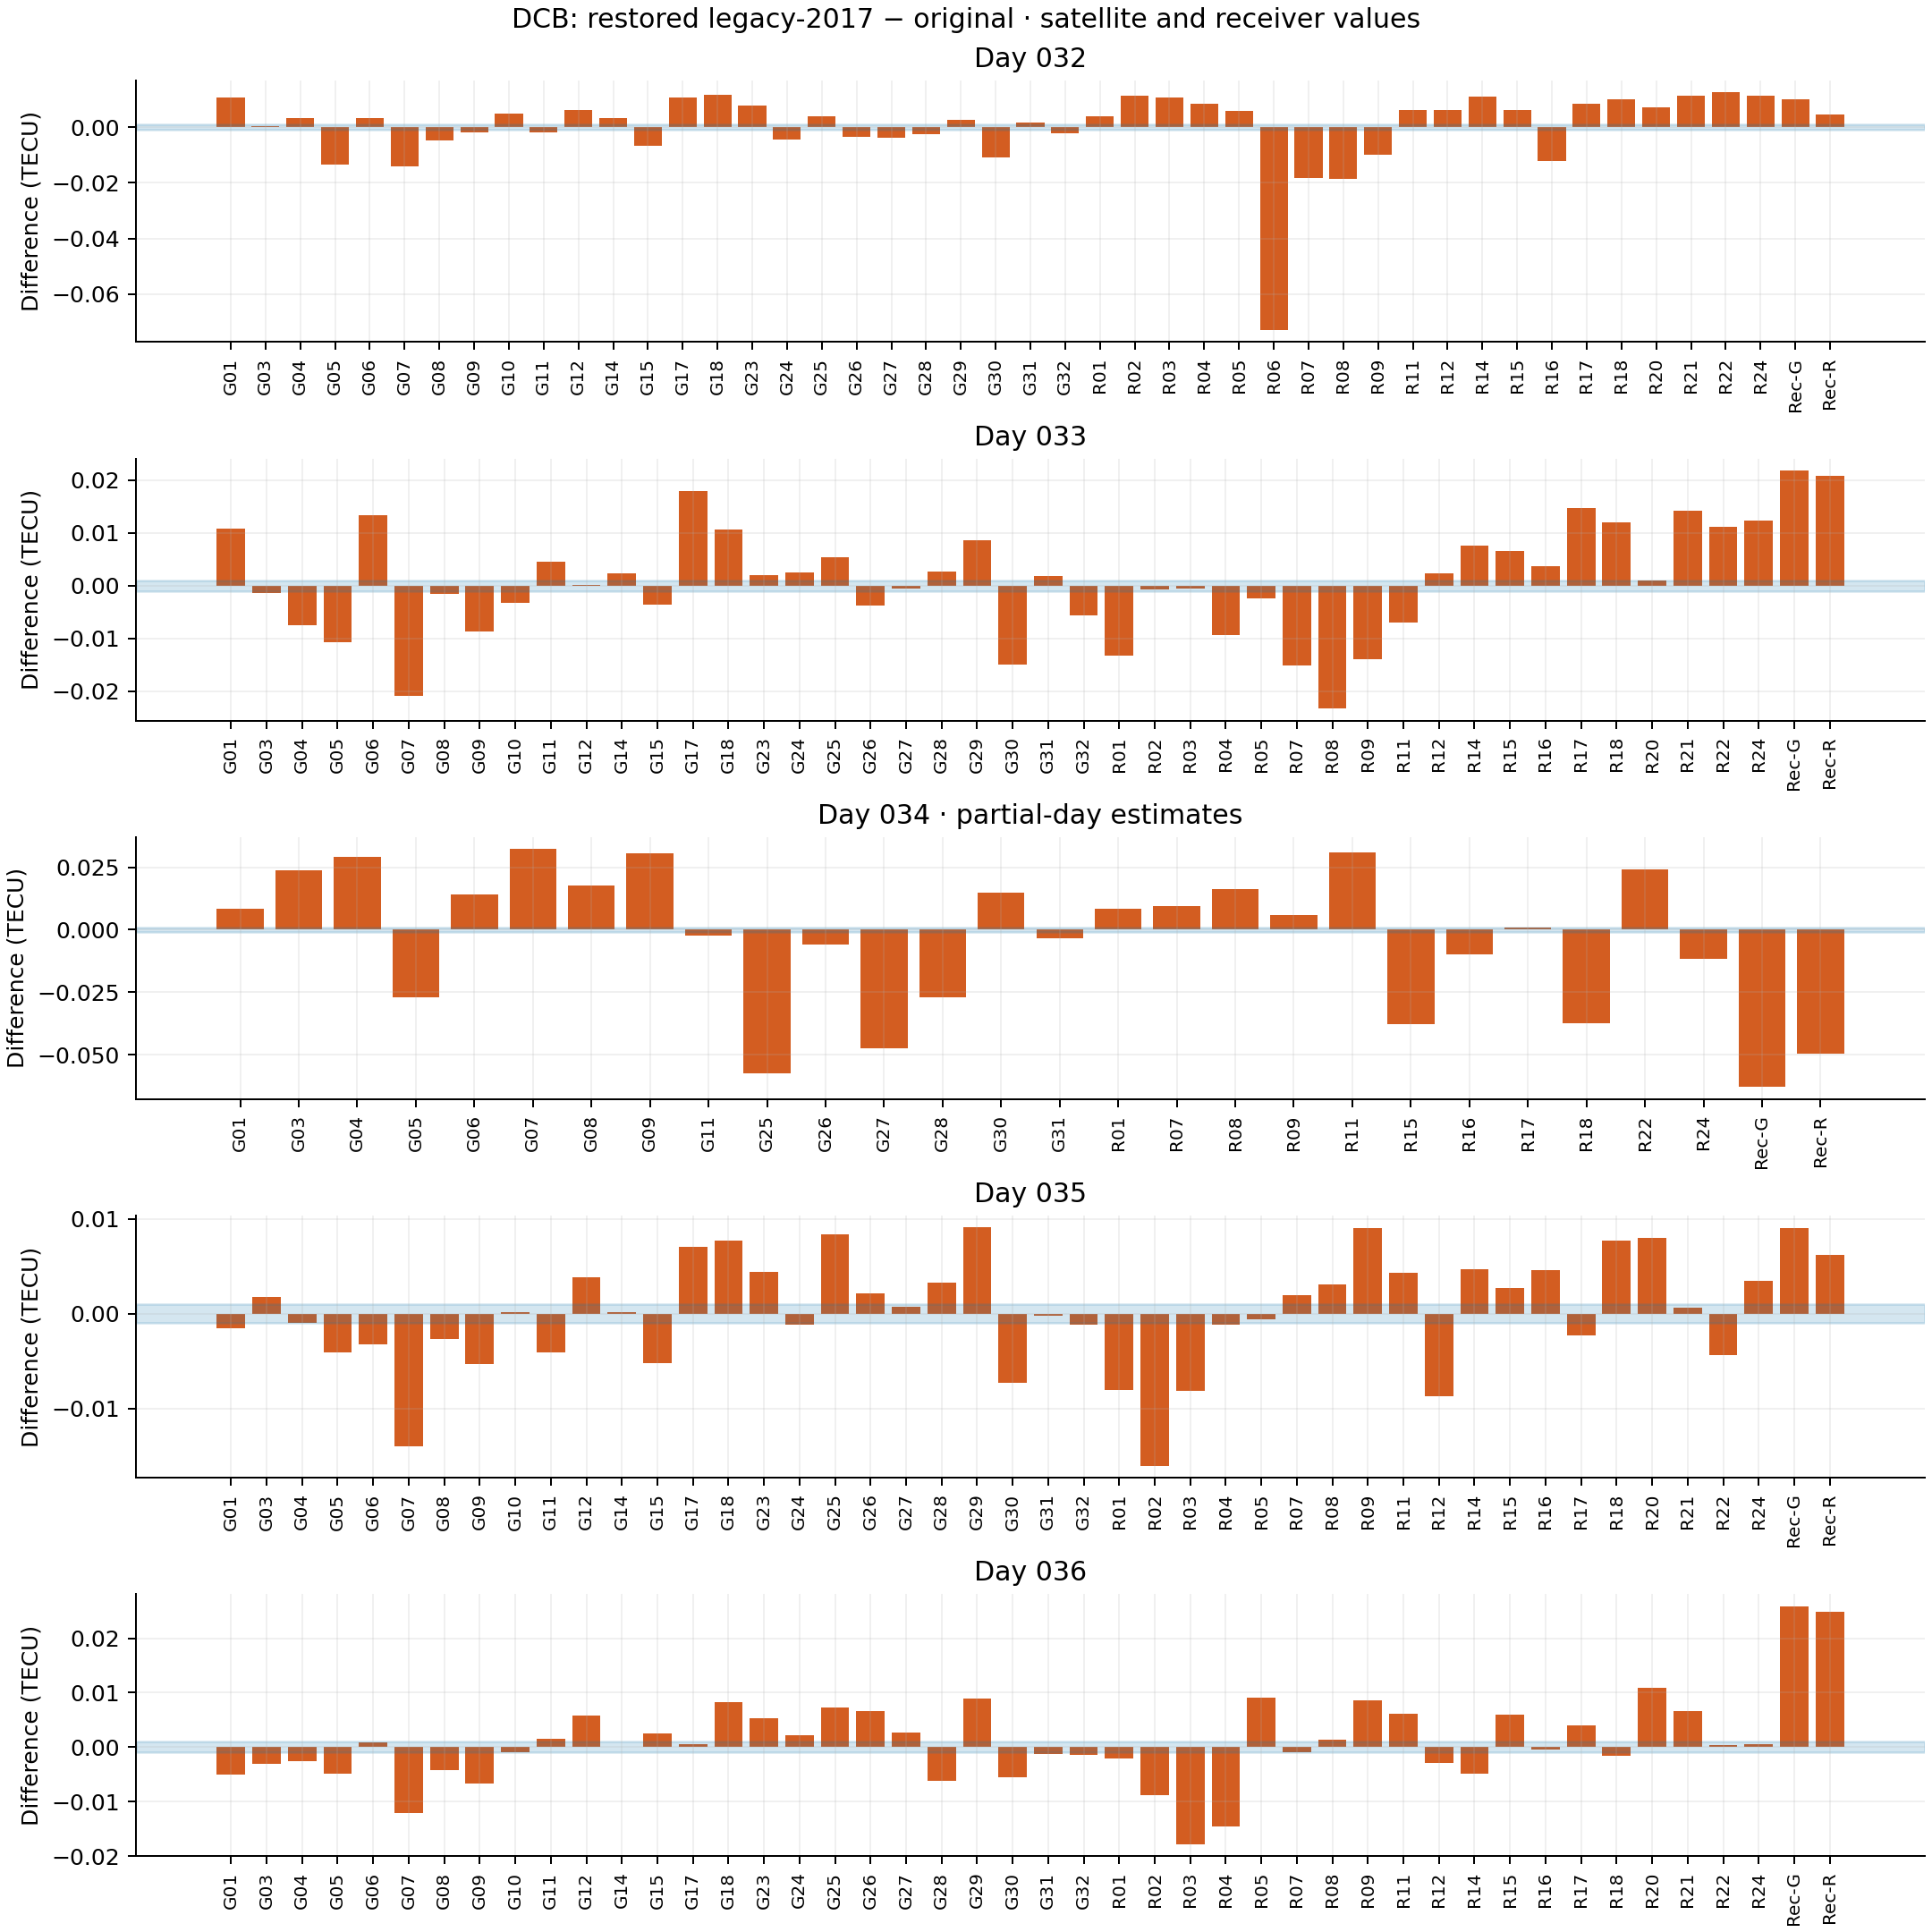 DCB: restored legacy-2017 − original · satellite and receiver values
Day 032
Difference (TECU)
0.00
−0.02
−0.04
−0.06
G01 G03 G04 G05 G06 G07 G08 G09 G10 G11 G12 G14 G15 G17 G18 G23 G24 G25 G26 G27 G28 G29 G30 G31 G32 R01 R02 R03 R04 R05 R06 R07 R08 R09 R11 R12 R14 R15 R16 R17 R18 R20 R21 R22 R24 Rec-G Rec-R
Day 033
Difference (TECU)
0.02
0.01
0.00
−0.01
−0.02
G01 G03 G04 G05 G06 G07 G08 G09 G10 G11 G12 G14 G15 G17 G18 G23 G24 G25 G26 G27 G28 G29 G30 G31 G32 R01 R02 R03 R04 R05 R07 R08 R09 R11 R12 R14 R15 R16 R17 R18 R20 R21 R22 R24 Rec-G Rec-R
Day 034 · partial-day estimates
Difference (TECU)
0.025
0.000
−0.025
−0.050
G01 G03 G04 G05 G06 G07 G08 G09 G11 G25 G26 G27 G28 G30 G31 R01 R07 R08 R09 R11 R15 R16 R17 R18 R22 R24 Rec-G Rec-R
Day 035
Difference (TECU)
0.01
0.00
−0.01
G01 G03 G04 G05 G06 G07 G08 G09 G10 G11 G12 G14 G15 G17 G18 G23 G24 G25 G26 G27 G28 G29 G30 G31 G32 R01 R02 R03 R04 R05 R07 R08 R09 R11 R12 R14 R15 R16 R17 R18 R20 R21 R22 R24 Rec-G Rec-R
Day 036
Difference (TECU)
0.02
0.01
0.00
−0.01
−0.02
G01 G03 G04 G05 G06 G07 G08 G09 G10 G11 G12 G14 G15 G17 G18 G23 G24 G25 G26 G27 G28 G29 G30 G31 G32 R01 R02 R03 R04 R05 R07 R08 R09 R11 R12 R14 R15 R16 R17 R18 R20 R21 R22 R24 Rec-G Rec-R